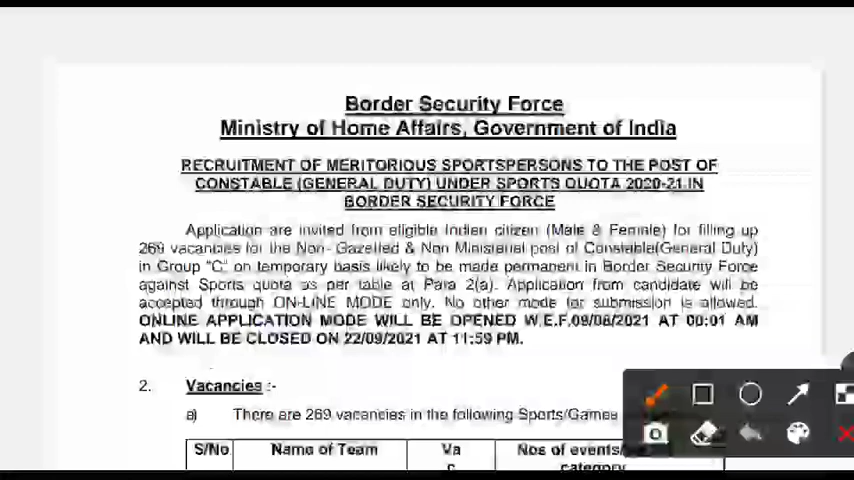 Border Security Force
Ministry of Home Affairs, Government of India
RECRUITMENT OF MERITORIOUS SPORTSPERSONS TO THE POST OF
CONSTABLE (GENERAL DUTY) UNDER SPORTS QUOTA 2020-21 IN
BORDER SECURITY FORCE
Application are invited from eligible Indian citizen (Male & Female) for filling up
269 vacancies for the Non- Gazetted & Non Ministerial post of Constable(General Duty)
in Group "C" on temporary basis likely to be made permanent in Border Security Force
against Sports quota as per table at Para 2(a). Application from candidate will be
accepted through ON-LINE MODE only. No other mode for submission is allowed.
ONLINE APPLICATION MODE WILL BE OPENED W.E.F.09/08/2021 AT 00:01 AM
AND WILL BE CLOSED ON 22/09/2021 AT 11:59 PM.
2. Vacancies :-
a) There are 269 vacancies in the following Sports/Games
S/No Name of Team Va Nos of events/
c category